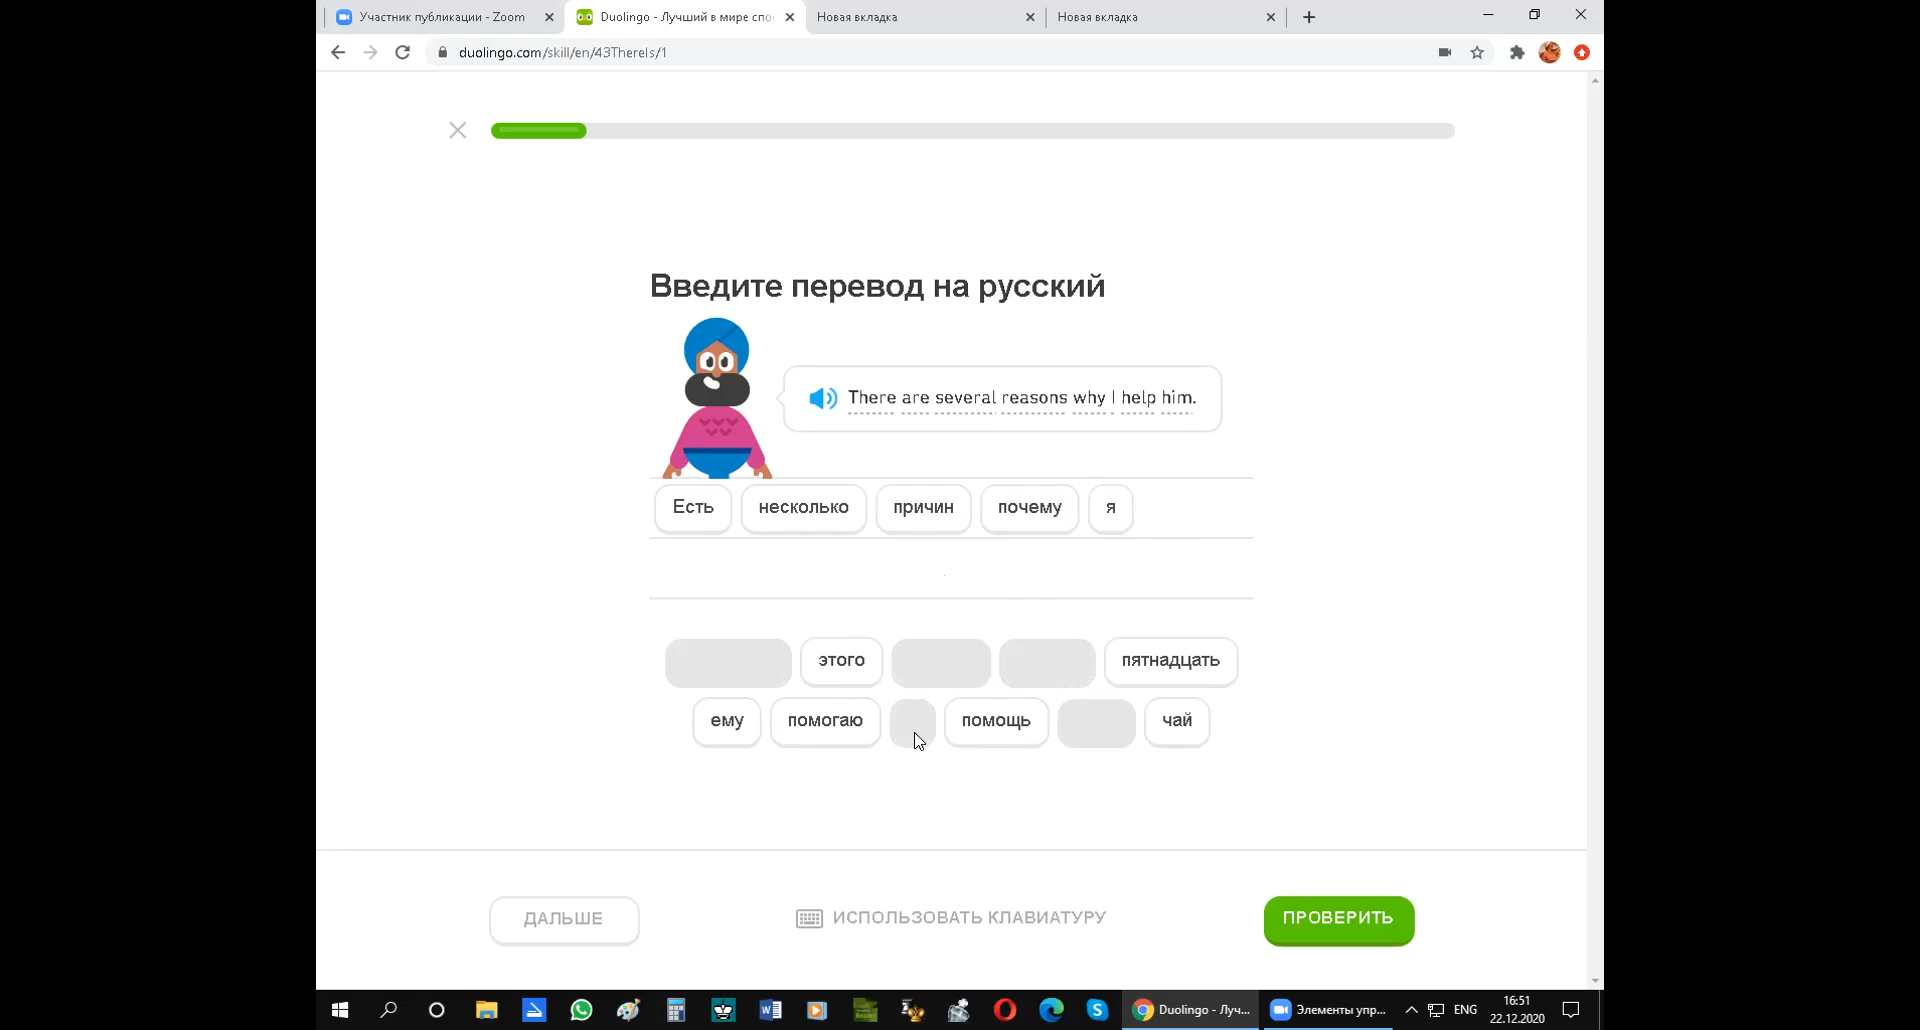 Участник публикации - Zoom
Duolingo - Лучший в мире спо
Новая вкладка
Новая вкладка
duolingo.com/skill/en/43ThereIs/1
Введите перевод на русский
There are several reasons why I help him.
Есть несколько причин почему я
этого пятнадцать
ему помогаю помощь чай
ДАЛЬШЕ
ИСПОЛЬЗОВАТЬ КЛАВИАТУРУ
ПРОВЕРИТЬ
Duolingo - Луч...
Элементы упр...
ENG
16:51
22.12.2020